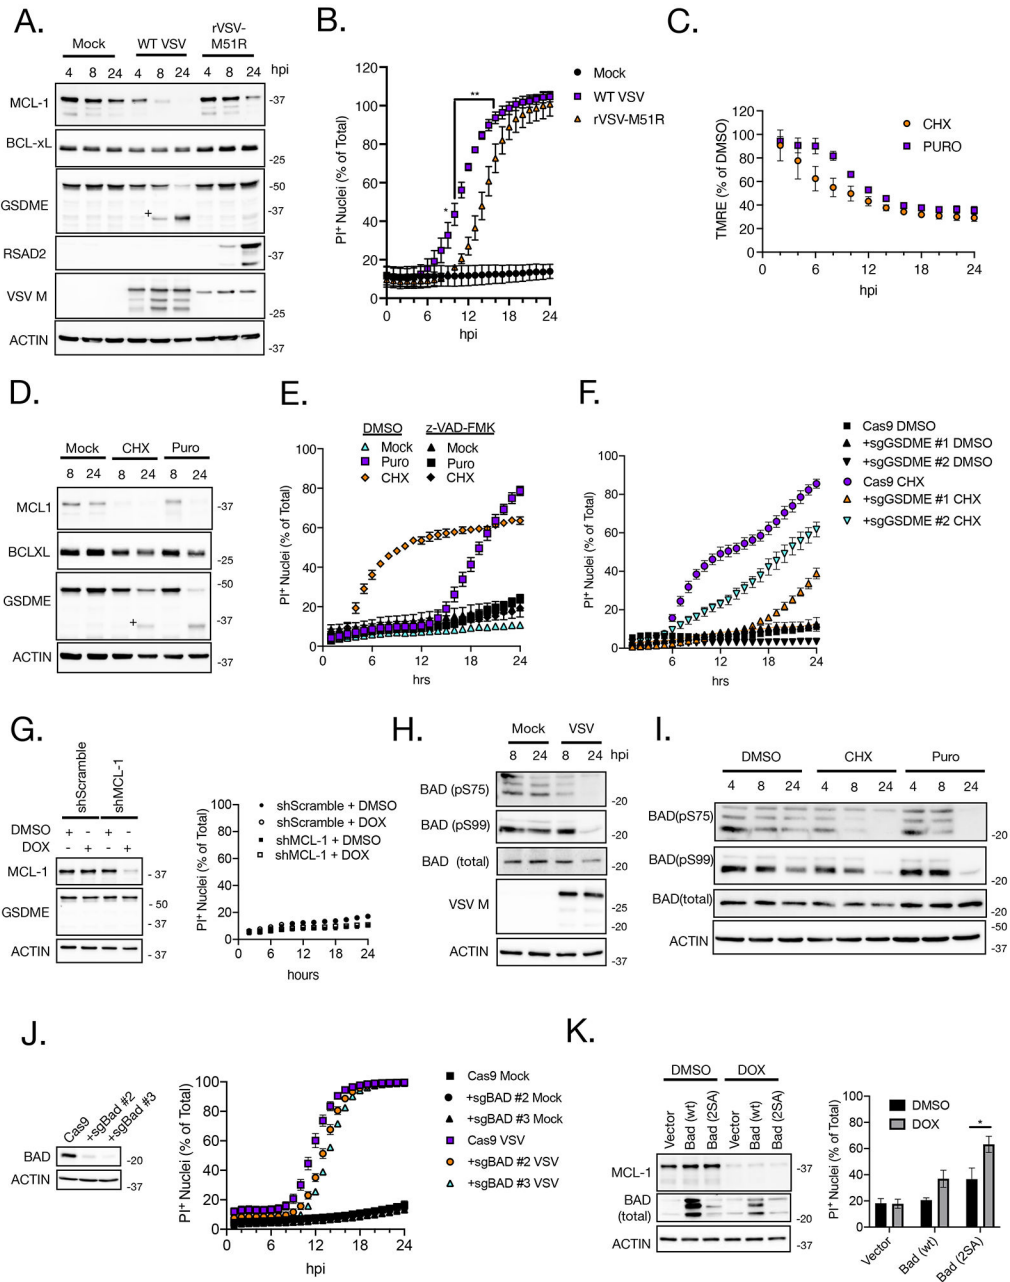 A.
Mock WT VSV rVSV-M51R
4 8 24 4 8 24 4 8 24 hpi
MCL-1 -37
BCL-xL -25
GSDME -50
+ -37
RSAD2 -37
VSV M -25
ACTIN -37
B.
PI+ Nuclei (% of Total)
120
100
80
60
40
20
0
0 6 12 18 24
hpi
**
*
Mock
WT VSV
rVSV-M51R
C.
TMRE (% of DMSO)
120
100
80
60
40
20
0
0 6 12 18 24
hpi
CHX
PURO
D.
Mock CHX Puro
8 24 8 24 8 24
MCL1 -37
BCLXL -25
GSDME -50
+ -37
ACTIN -37
E.
DMSO z-VAD-FMK
Mock Mock
Puro Puro
CHX CHX
PI+ Nuclei (% of Total)
100
80
60
40
20
0
0 6 12 18 24
hrs
F.
PI+ Nuclei (% of Total)
100
80
60
40
20
0
6 12 18 24
hrs
Cas9 DMSO
+sgGSDME #1 DMSO
+sgGSDME #2 DMSO
Cas9 CHX
+sgGSDME #1 CHX
+sgGSDME #2 CHX
G.
shScramble
shMCL-1
DMSO + - + -
DOX - + - +
MCL-1 - 37
GSDME - 50
- 37
ACTIN - 37
PI+ Nuclei (% of Total)
100
80
60
40
20
0
0 6 12 18 24
hours
shScramble + DMSO
shScramble + DOX
shMCL-1 + DMSO
shMCL-1 + DOX
H.
Mock VSV
8 24 8 24 hpi
BAD (pS75) -20
BAD (pS99) -20
BAD (total) -20
VSV M -25
-20
ACTIN -37
I.
DMSO CHX Puro
4 8 24 4 8 24 4 8 24
BAD(pS75) -20
BAD(pS99) -20
BAD(total) -20
-50
ACTIN -37
J.
Cas9
+sgBad #2
+sgBad #3
BAD -20
ACTIN -37
PI+ Nuclei (% of Total)
100
80
60
40
20
0
0 6 12 18 24
hpi
Cas9 Mock
+sgBAD #2 Mock
+sgBAD #3 Mock
Cas9 VSV
+sgBAD #2 VSV
+sgBAD #3 VSV
K.
DMSO DOX
Vector
Bad (wt)
Bad (2SA)
Vector
Bad (wt)
Bad (2SA)
MCL-1 -37
BAD
(total) -20
ACTIN -37
PI+ Nuclei (% of Total)
100
80
60
40
20
0
DMSO
DOX
*
Vector
Bad (wt)
Bad (2SA)